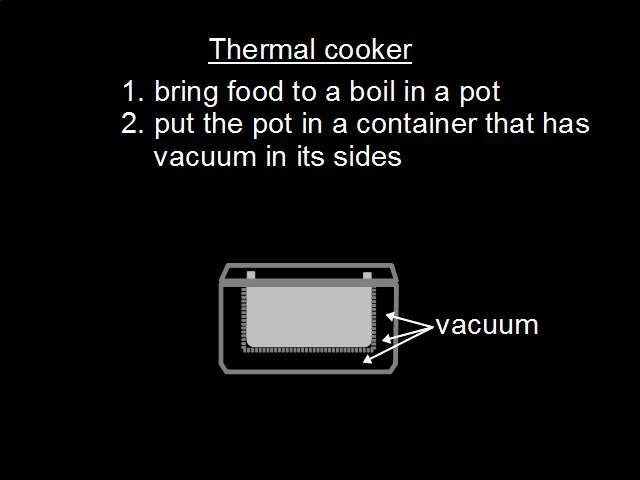 Thermal cooker
1. bring food to a boil in a pot
2. put the pot in a container that has
vacuum in its sides
vacuum